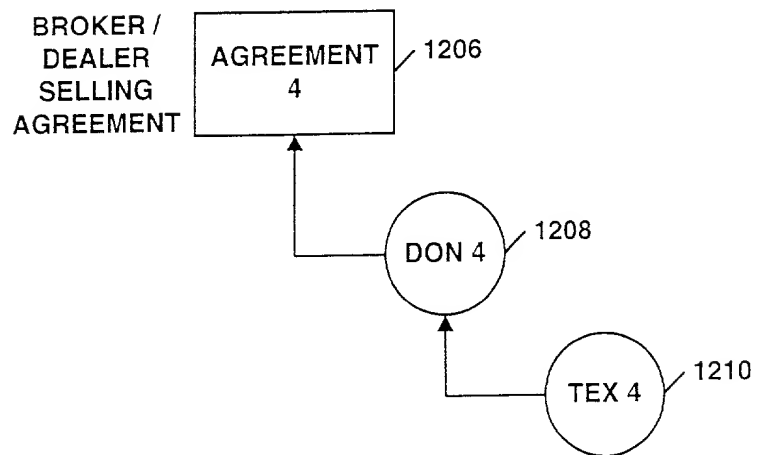 BROKER /
DEALER
SELLING
AGREEMENT
AGREEMENT
4
1206
DON 4
1208
TEX 4
1210